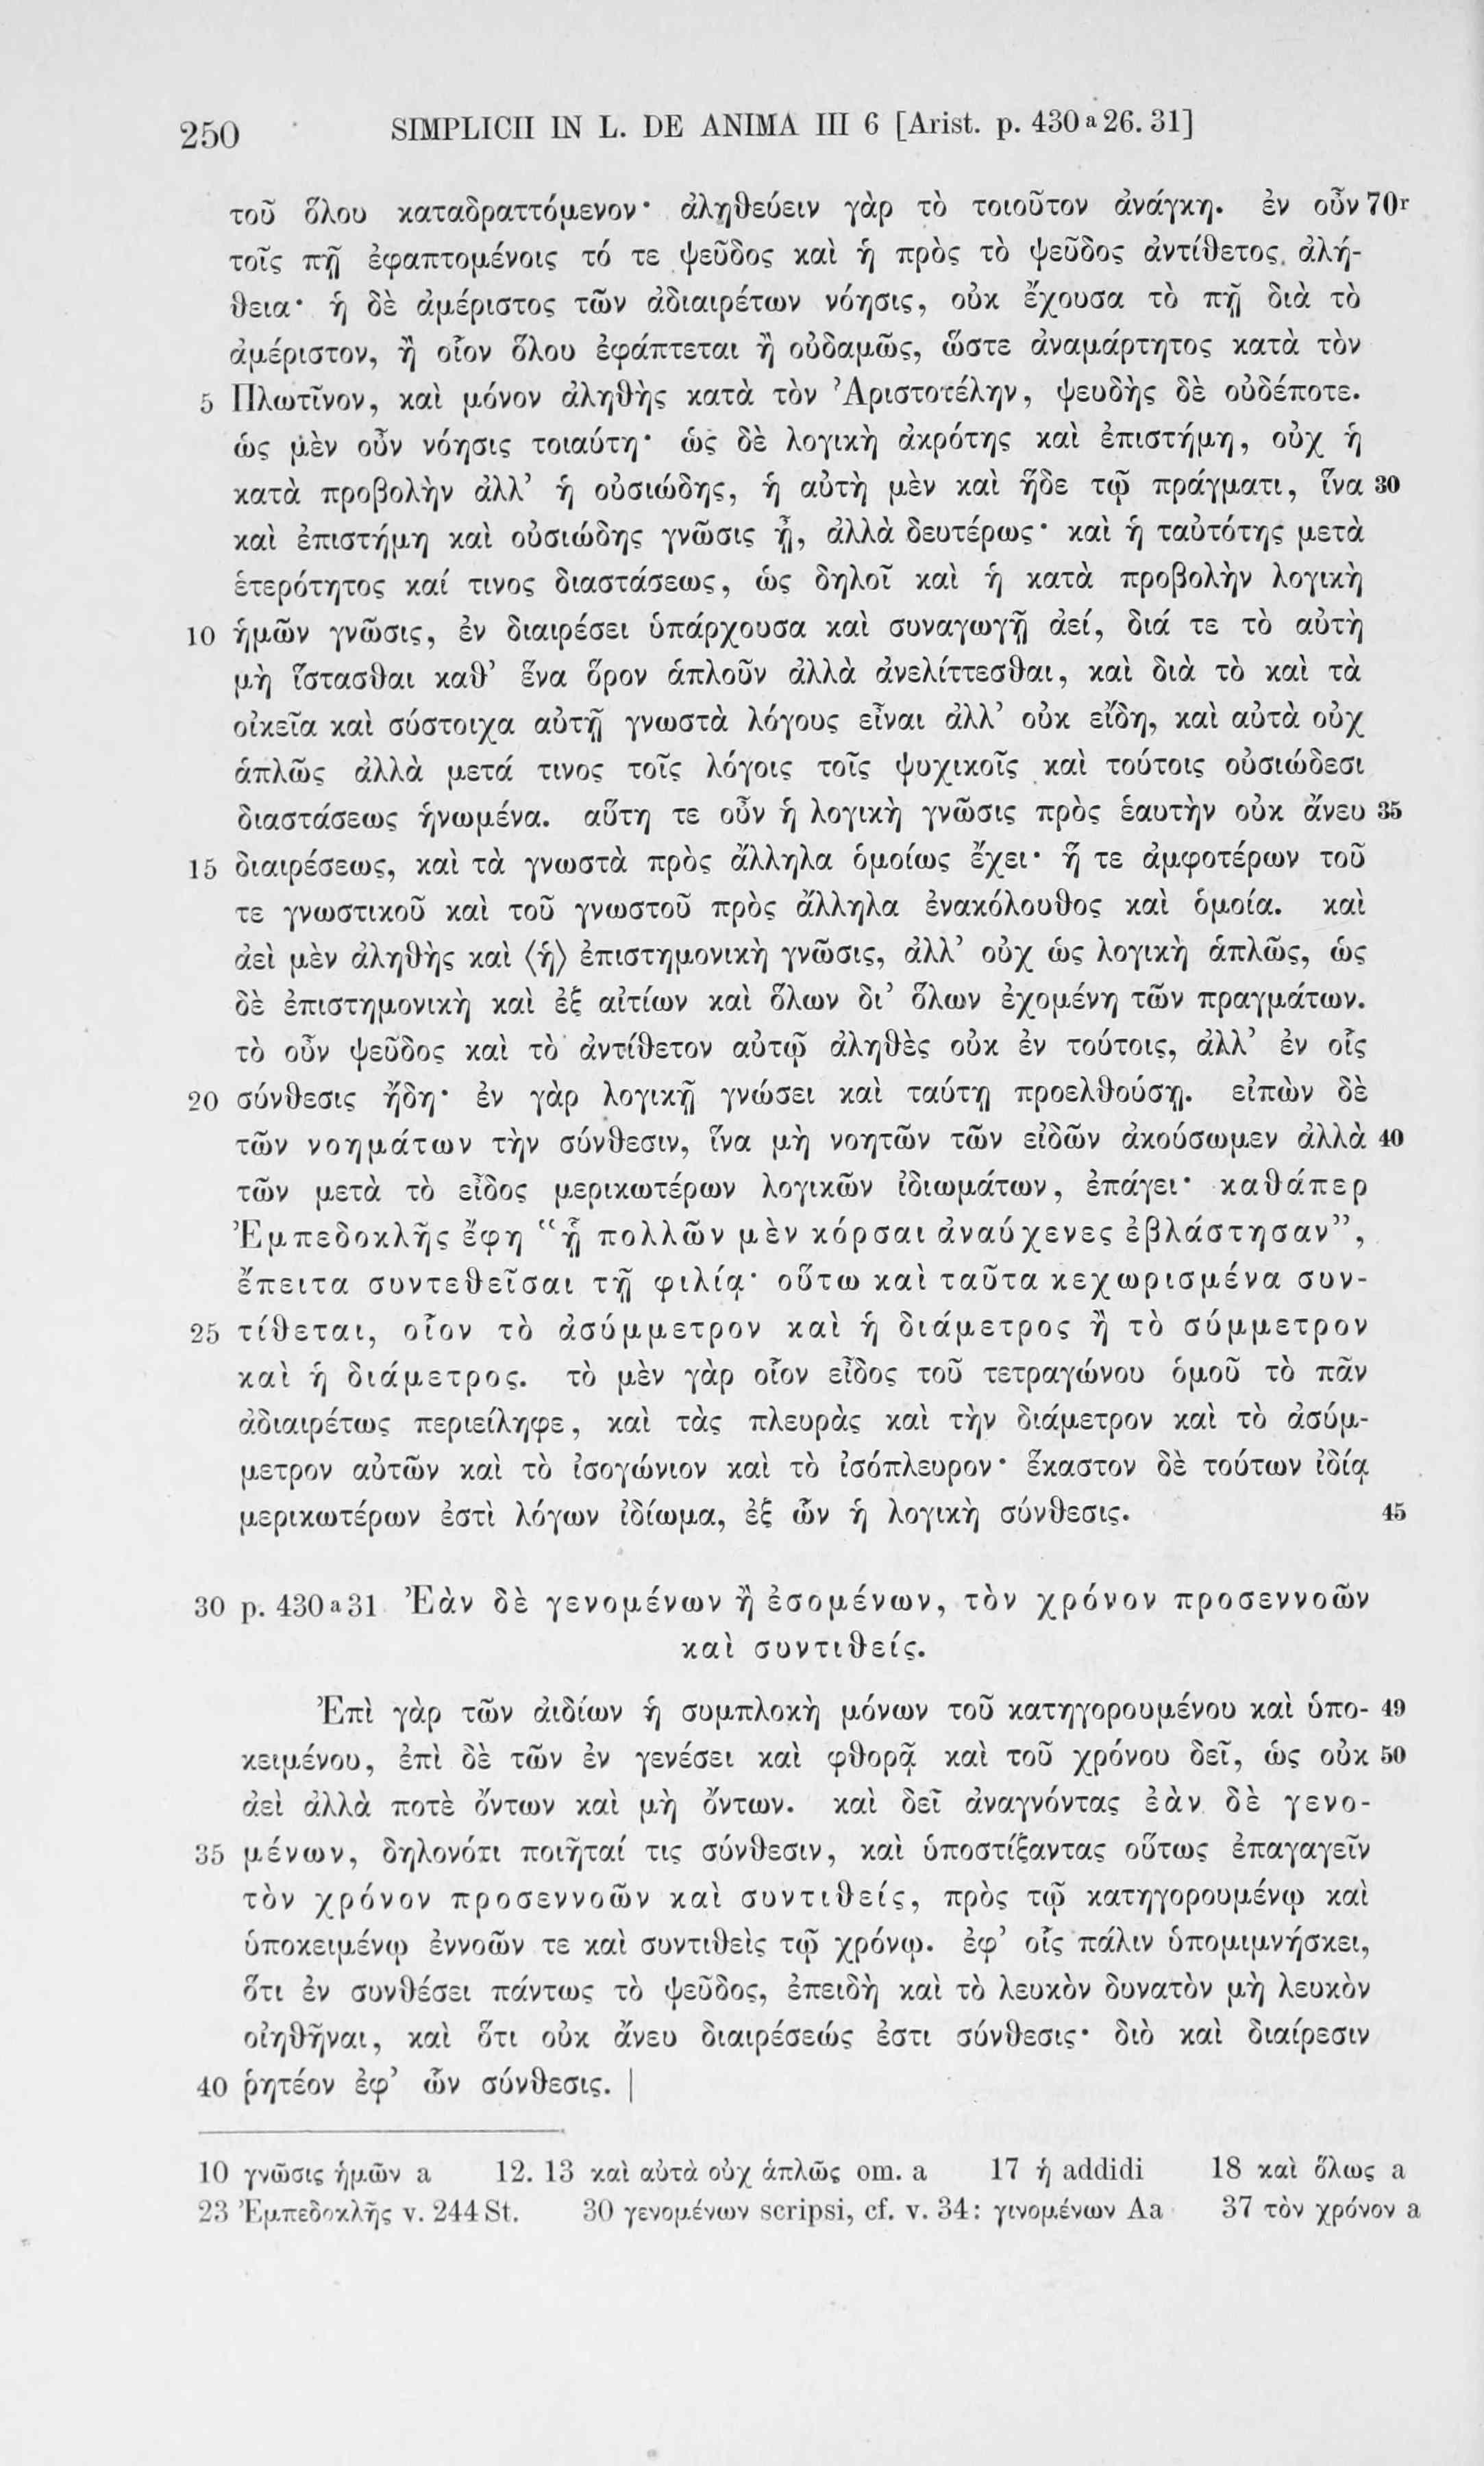 250 SIMPLICII IN L. DE ANIMA III 6 [Arist. p. 430 a 26. 31]
τοῦ ὅλου καταδραττόμενον· ἀληθεύειν γὰρ τὸ τοιοῦτον ἀνάγκη. ἐν οὖν 70r
τοῖς πῇ ἐφαπτομένοις τό τε ψεῦδος καὶ ἡ πρὸς τὸ ψεῦδος ἀντίθετος ἀλή-
θεια· ἡ δὲ ἀμέριστος τῶν ἀδιαιρέτων νόησις, οὐκ ἔχουσα τὸ πῇ διὰ τὸ
ἀμέριστον, ἢ οἷον ὅλου ἐφάπτεται ἢ οὐδαμῶς, ὥστε ἀναμάρτητος κατὰ τὸν
5 Πλωτῖνον, καὶ μόνον ἀληθὴς κατὰ τὸν Ἀριστοτέλην, ψευδὴς δὲ οὐδέποτε.
ὡς μὲν οὖν νόησις τοιαύτη· ὡς δὲ λογικὴ ἀκρότης καὶ ἐπιστήμη, οὐχ ἡ
κατὰ προβολὴν ἀλλ’ ἡ οὐσιώδης, ἡ αὐτὴ μὲν καὶ ἥδε τῷ πράγματι, ἵνα 30
καὶ ἐπιστήμη καὶ οὐσιώδης γνῶσις ᾖ, ἀλλὰ δευτέρως· καὶ ἡ ταὐτότης μετὰ
ἑτερότητος καί τινος διαστάσεως, ὡς δηλοῖ καὶ ἡ κατὰ προβολὴν λογικὴ
10 ἡμῶν γνῶσις, ἐν διαιρέσει ὑπάρχουσα καὶ συναγωγῇ ἀεί, διά τε τὸ αὐτὴ
μὴ ἵστασθαι καθ’ ἕνα ὅρον ἁπλοῦν ἀλλὰ ἀνελίττεσθαι, καὶ διὰ τὸ καὶ τὰ
οἰκεῖα καὶ σύστοιχα αὐτῇ γνωστὰ λόγους εἶναι ἀλλ’ οὐκ εἴδη, καὶ αὐτὰ οὐχ
ἁπλῶς ἀλλὰ μετά τινος τοῖς λόγοις τοῖς ψυχικοῖς καὶ τούτοις οὐσιώδεσι
διαστάσεως ἡνωμένα. αὕτη τε οὖν ἡ λογικὴ γνῶσις πρὸς ἑαυτὴν οὐκ ἄνευ 35
15 διαιρέσεως, καὶ τὰ γνωστὰ πρὸς ἄλληλα ὁμοίως ἔχει· ἥ τε ἀμφοτέρων τοῦ
τε γνωστικοῦ καὶ τοῦ γνωστοῦ πρὸς ἄλληλα ἑνακόλουθος καὶ ὁμοία. καὶ
ἀεὶ μὲν ἀληθὴς καὶ ⟨ἡ⟩ ἐπιστημονικὴ γνῶσις, ἀλλ’ οὐχ ὡς λογικὴ ἁπλῶς, ὡς
δὲ ἐπιστημονικὴ καὶ ἐξ αἰτίων καὶ ὅλων δι’ ὅλων ἐχομένη τῶν πραγμάτων.
τὸ οὖν ψεῦδος καὶ τὸ ἀντίθετον αὐτῷ ἀληθὲς οὐκ ἐν τούτοις, ἀλλ’ ἐν οἷς
20 σύνθεσις ἤδη· ἐν γὰρ λογικῇ γνώσει καὶ ταύτῃ προελθούσῃ. εἰπὼν δὲ
τῶν νοημάτων τὴν σύνθεσιν, ἵνα μὴ νοητῶν τῶν εἰδῶν ἀκούσωμεν ἀλλὰ 40
τῶν μετὰ τὸ εἶδος μερικωτέρων λογικῶν ἰδιωμάτων, ἐπάγει· καθάπερ
Ἐμπεδοκλῆς ἔφη “ᾗ πολλῶν μὲν κόρσαι ἀναύχενες ἐβλάστησαν”,
ἔπειτα συντεθεῖσαι τῇ φιλίᾳ· οὕτω καὶ ταῦτα κεχωρισμένα συν-
25 τίθεται, οἷον τὸ ἀσύμμετρον καὶ ἡ διάμετρος ἢ τὸ σύμμετρον
καὶ ἡ διάμετρος. τὸ μὲν γὰρ οἷον εἶδος τοῦ τετραγώνου ὁμοῦ τὸ πᾶν
ἀδιαιρέτως περιείληφε, καὶ τὰς πλευρὰς καὶ τὴν διάμετρον καὶ τὸ ἀσύμ-
μετρον αὐτῶν καὶ τὸ ἰσογώνιον καὶ τὸ ἰσόπλευρον· ἕκαστον δὲ τούτων ἰδίᾳ
μερικωτέρων ἐστὶ λόγων ἰδίωμα, ἐξ ὧν ἡ λογικὴ σύνθεσις. 45
30 p. 430 a 31 Ἐὰν δὲ γενομένων ἢ ἐσομένων, τὸν χρόνον προσεννοῶν
καὶ συντιθείς.
Ἐπὶ γὰρ τῶν ἀιδίων ἡ συμπλοκὴ μόνων τοῦ κατηγορουμένου καὶ ὑπο- 49
κειμένου, ἐπὶ δὲ τῶν ἐν γενέσει καὶ φθορᾷ καὶ τοῦ χρόνου δεῖ, ὡς οὐκ 50
ἀεὶ ἀλλὰ ποτὲ ὄντων καὶ μὴ ὄντων. καὶ δεῖ ἀναγνόντας ἐὰν δὲ γενο-
35 μένων, δηλονότι ποιῆταί τις σύνθεσιν, καὶ ὑποστίξαντας οὕτως ἐπαγαγεῖν
τὸν χρόνον προσεννοῶν καὶ συντιθείς, πρὸς τῷ κατηγορουμένῳ καὶ
ὑποκειμένῳ ἐννοῶν τε καὶ συντιθεὶς τῷ χρόνῳ. ἐφ’ οἷς πάλιν ὑπομιμνήσκει,
ὅτι ἐν συνθέσει πάντως τὸ ψεῦδος, ἐπειδὴ καὶ τὸ λευκὸν δυνατὸν μὴ λευκὸν
οἰηθῆναι, καὶ ὅτι οὐκ ἄνευ διαιρέσεώς ἐστι σύνθεσις· διὸ καὶ διαίρεσιν
40 ῥητέον ἐφ’ ὧν σύνθεσις. |
10 γνῶσις ἡμῶν a 12. 13 καὶ αὐτὰ οὐχ ἁπλῶς om. a 17 ἡ addidi 18 καὶ ὅλως a
23 Ἐμπεδοκλῆς v. 244 St. 30 γενομένων scripsi, cf. v. 34: γινομένων Aa 37 τὸν χρόνον a